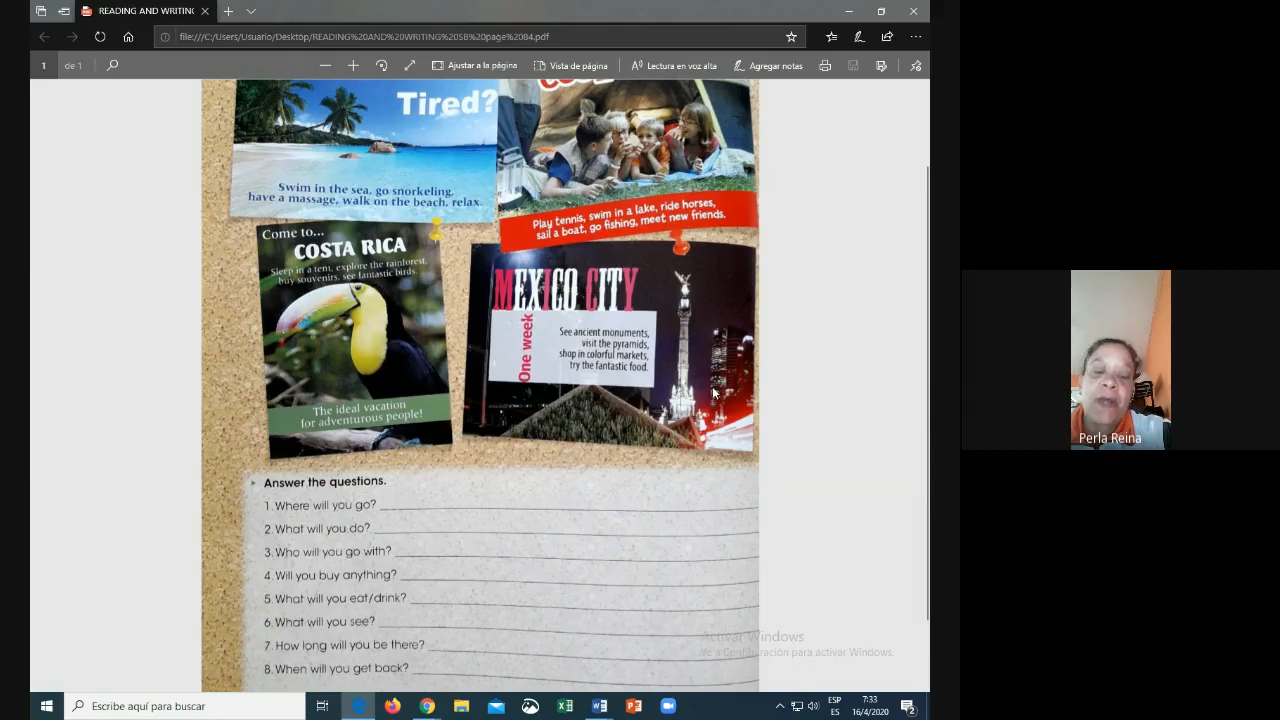 READING AND WRITING
file:///C:/Users/Usuario/Desktop/READING%20AND%20WRITING%20SB%20page%2084.pdf
1 de 1
Ajustar a la página
Vista de página
Lectura en voz alta
Agregar notas
Tired?
Swim in the sea, go snorkeling,
have a massage, walk on the beach, relax.
Play tennis, swim in a lake, ride horses,
sail a boat, go fishing, meet new friends.
Come to...
COSTA RICA
Sleep in a tent, explore the rainforest,
buy souvenirs, see fantastic birds.
The ideal vacation
for adventurous people!
MEXICO CITY
One week
See ancient monuments,
visit the pyramids,
shop in colorful markets,
try the fantastic food.
Answer the questions.
1. Where will you go?
2. What will you do?
3. Who will you go with?
4. Will you buy anything?
5. What will you eat/drink?
6. What will you see?
7. How long will you be there?
8. When will you get back?
Activar Windows
Ve a Configuración para activar Windows.
Perla Reina
Escribe aquí para buscar
ESP
ES
7:33
16/4/2020
2